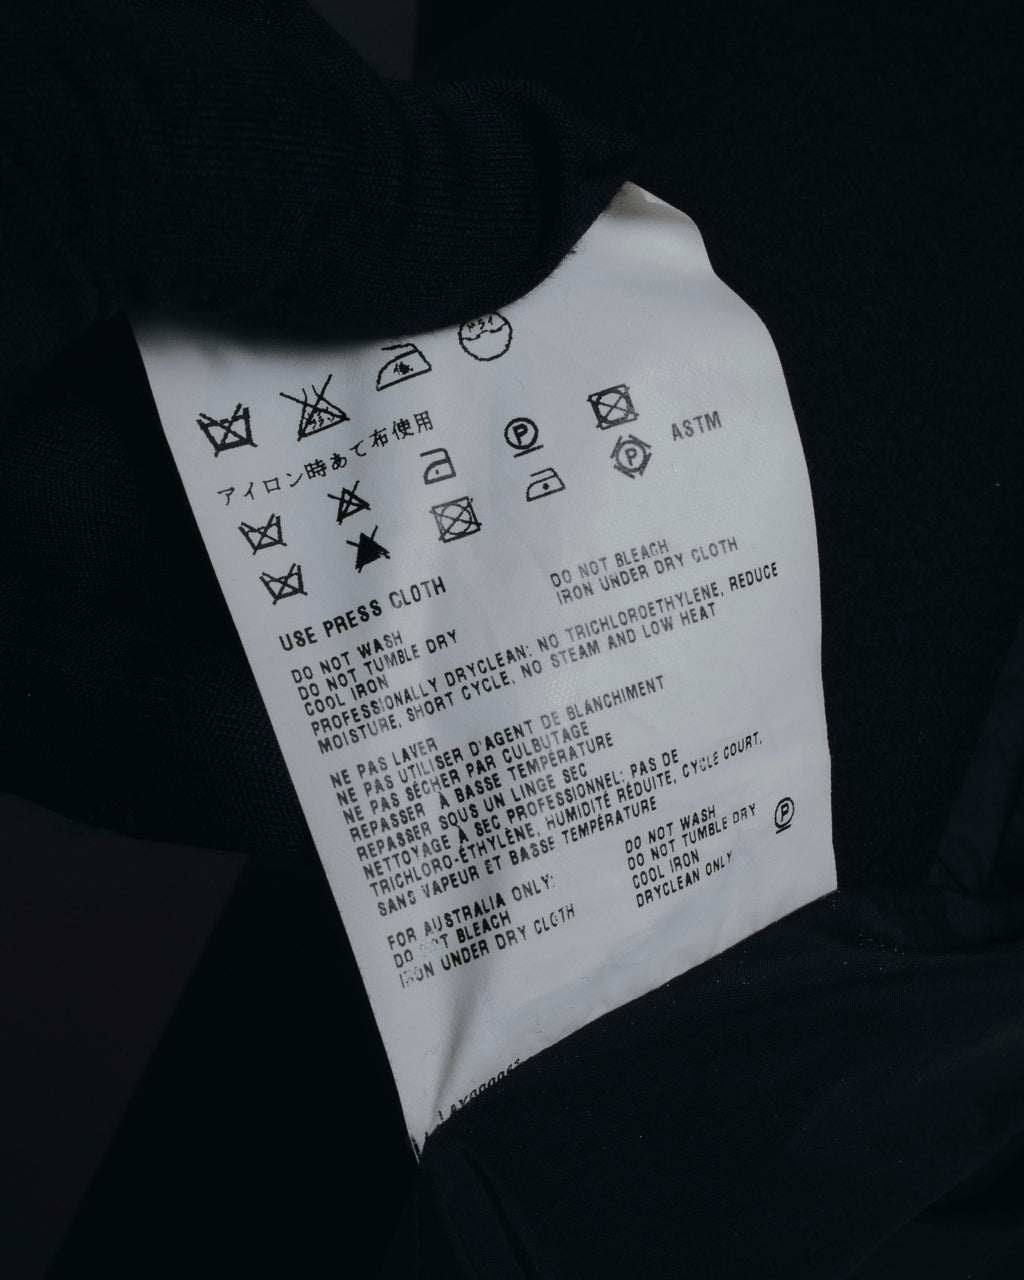 ドライ
アイロン時あて布使用
P
ASTM
P
USE PRESS CLOTH
DO NOT WASH
DO NOT BLEACH
DO NOT TUMBLE DRY
IRON UNDER DRY CLOTH
COOL IRON
PROFESSIONALLY DRYCLEAN: NO TRICHLOROETHYLENE, REDUCE
MOISTURE, SHORT CYCLE, NO STEAM AND LOW HEAT
NE PAS LAVER
NE PAS UTILISER D'AGENT DE BLANCHIMENT
NE PAS SÉCHER PAR CULBUTAGE
REPASSER À BASSE TEMPÉRATURE
REPASSER SOUS UN LINGE SEC
NETTOYAGE À SEC PROFESSIONNEL: PAS DE
TRICHLORO-ÉTHYLÈNE, HUMIDITÉ RÉDUITE, CYCLE COURT,
SANS VAPEUR ET BASSE TEMPÉRATURE
FOR AUSTRALIA ONLY:
DO NOT BLEACH
IRON UNDER DRY CLOTH
DO NOT WASH
DO NOT TUMBLE DRY
COOL IRON
DRYCLEAN ONLY
P